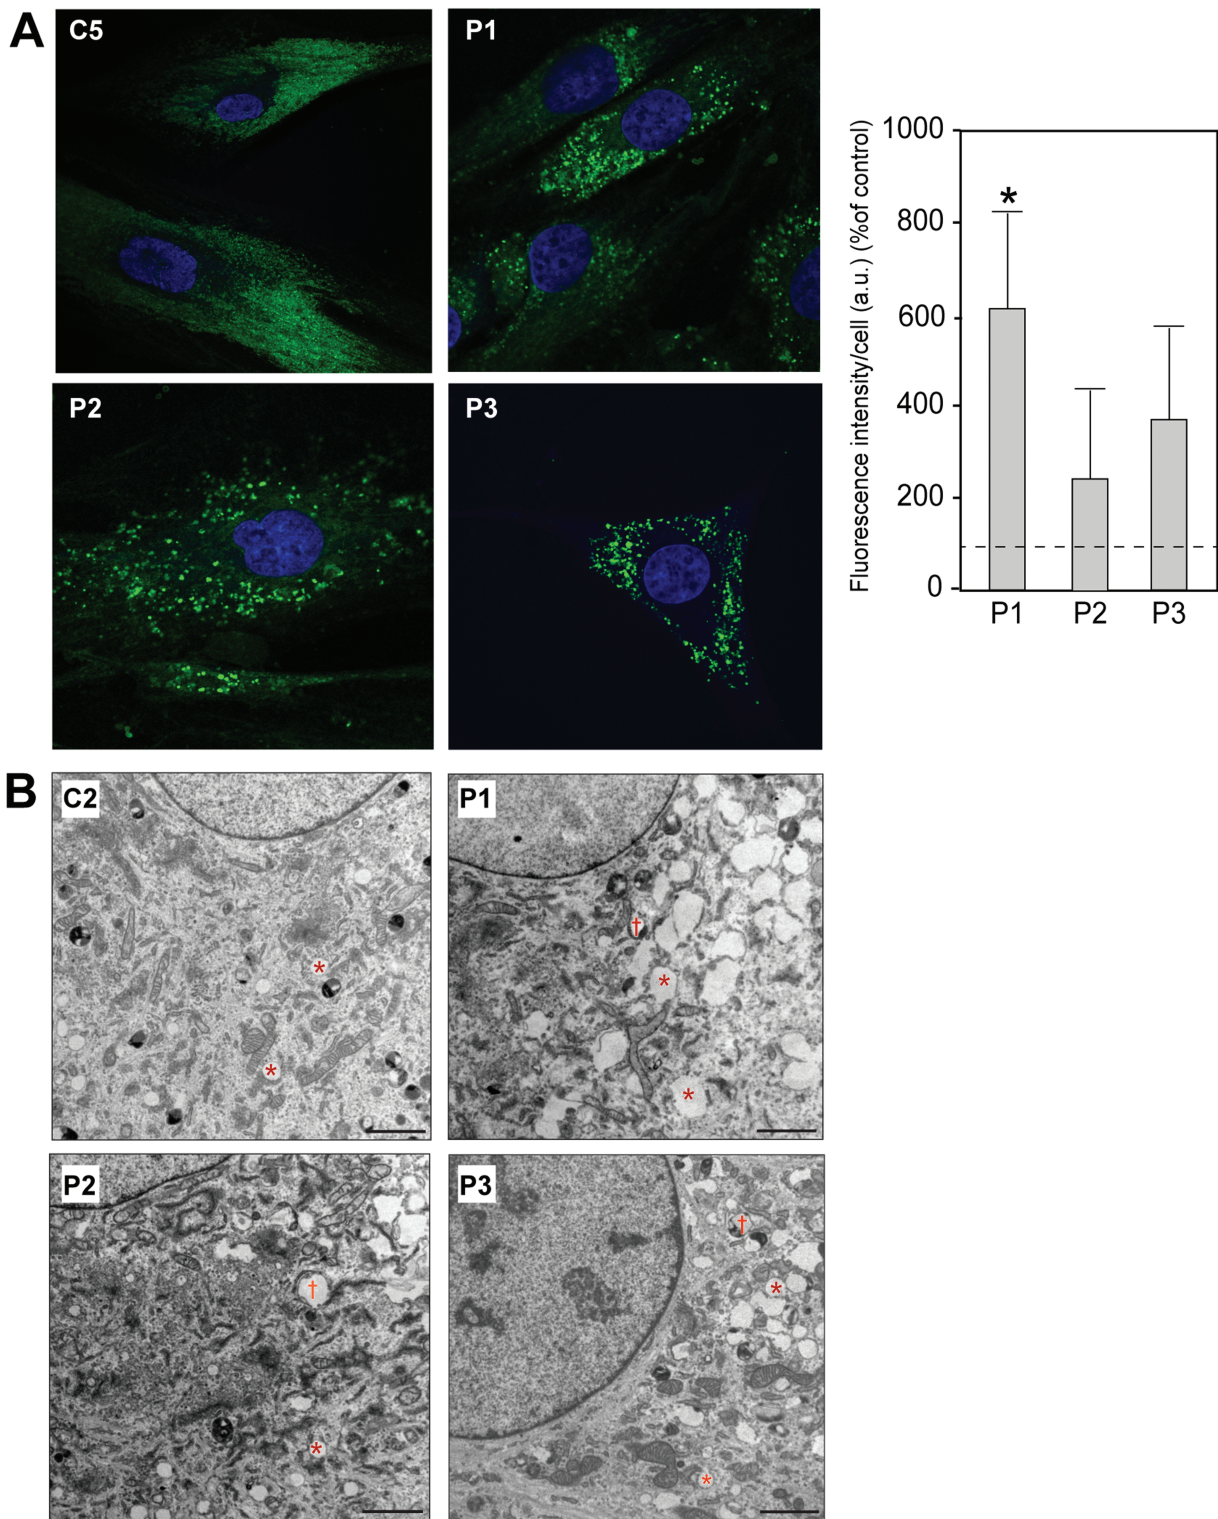 A
C5
P1
P2
P3
Fluorescence intensity/cell (a.u.) (%of control)
1000
800
600
400
200
0
*
P1
P2
P3
B
C2
*
*
P1
†
*
*
P2
†
*
P3
†
*
*